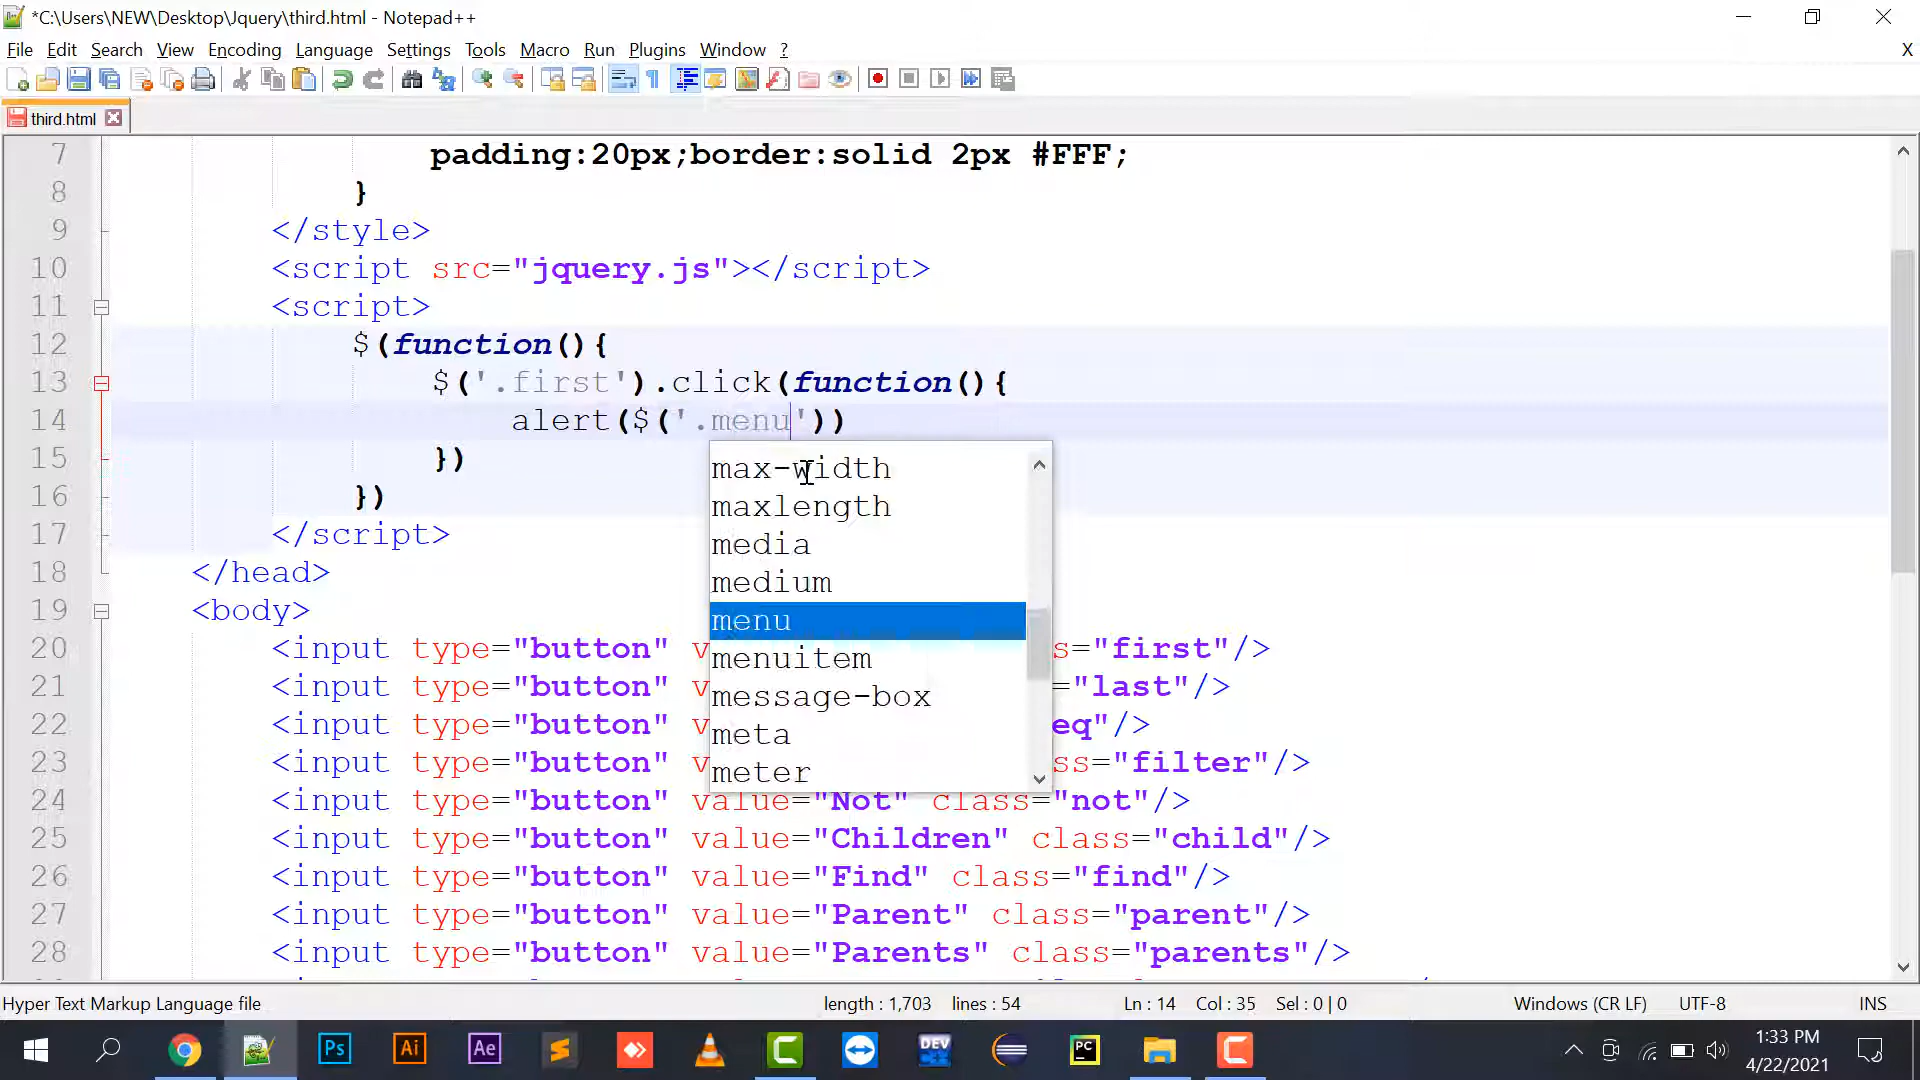 *C:\Users\NEW\Desktop\Jquery\third.html - Notepad++
File Edit Search View Encoding Language Settings Tools Macro Run Plugins Window ? X
third.html
7 padding:20px;border:solid 2px #FFF;
8 }
9 </style>
10 <script src="jquery.js"></script>
11 <script>
12 $(function(){
13 $('.first').click(function(){
14 alert($('.menu'))
15 })
16 })
17 </script>
18 </head>
19 <body>
20 <input type="button" v s="first"/>
21 <input type="button" v ="last"/>
22 <input type="button" v eq"/>
23 <input type="button" v ss="filter"/>
24 <input type="button" value="Not" class="not"/>
25 <input type="button" value="Children" class="child"/>
26 <input type="button" value="Find" class="find"/>
27 <input type="button" value="Parent" class="parent"/>
28 <input type="button" value="Parents" class="parents"/>
max-width
maxlength
media
medium
menu
menuitem
message-box
meta
meter
Hyper Text Markup Language file length : 1,703 lines : 54 Ln : 14 Col : 35 Sel : 0 | 0 Windows (CR LF) UTF-8 INS
Ps Ai Ae DEV PC
1:33 PM
4/22/2021